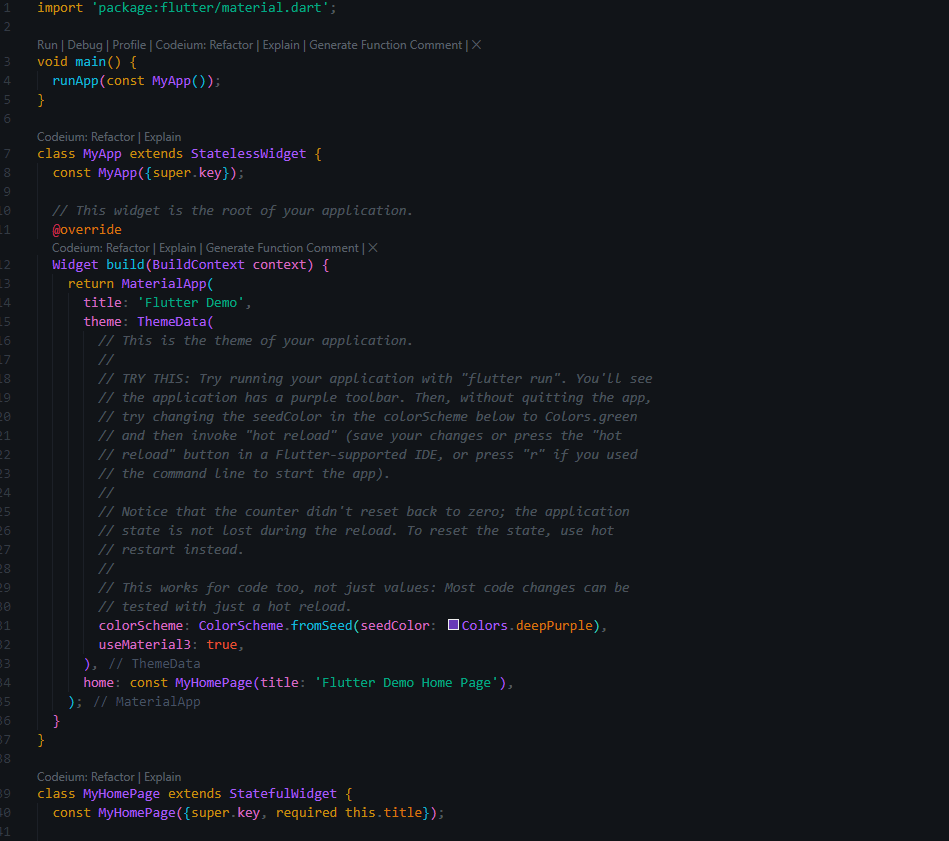 1 import 'package:flutter/material.dart';
2
Run | Debug | Profile | Codeium: Refactor | Explain | Generate Function Comment | ×
3 void main() {
4 runApp(const MyApp());
5 }
6
Codeium: Refactor | Explain
7 class MyApp extends StatelessWidget {
8 const MyApp({super.key});
9
10 // This widget is the root of your application.
11 @override
Codeium: Refactor | Explain | Generate Function Comment | ×
12 Widget build(BuildContext context) {
13 return MaterialApp(
14 title: 'Flutter Demo',
15 theme: ThemeData(
16 // This is the theme of your application.
17 //
18 // TRY THIS: Try running your application with "flutter run". You'll see
19 // the application has a purple toolbar. Then, without quitting the app,
20 // try changing the seedColor in the colorScheme below to Colors.green
21 // and then invoke "hot reload" (save your changes or press the "hot
22 // reload" button in a Flutter-supported IDE, or press "r" if you used
23 // the command line to start the app).
24 //
25 // Notice that the counter didn't reset back to zero; the application
26 // state is not lost during the reload. To reset the state, use hot
27 // restart instead.
28 //
29 // This works for code too, not just values: Most code changes can be
30 // tested with just a hot reload.
31 colorScheme: ColorScheme.fromSeed(seedColor: Colors.deepPurple),
32 useMaterial3: true,
33 ), // ThemeData
34 home: const MyHomePage(title: 'Flutter Demo Home Page'),
35 ); // MaterialApp
36 }
37 }
38
Codeium: Refactor | Explain
39 class MyHomePage extends StatefulWidget {
40 const MyHomePage({super.key, required this.title});
41